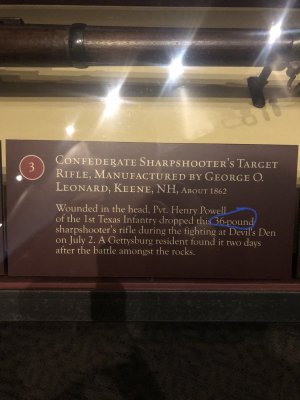 3
Confederate Sharpshooter's Target
Rifle, Manufactured by George O.
Leonard, Keene, NH, About 1862
Wounded in the head, Pvt. Henry Powell
of the 1st Texas Infantry dropped this 36-pound
sharpshooter's rifle during the fighting at Devil's Den
on July 2. A Gettysburg resident found it two days
after the battle amongst the rocks.